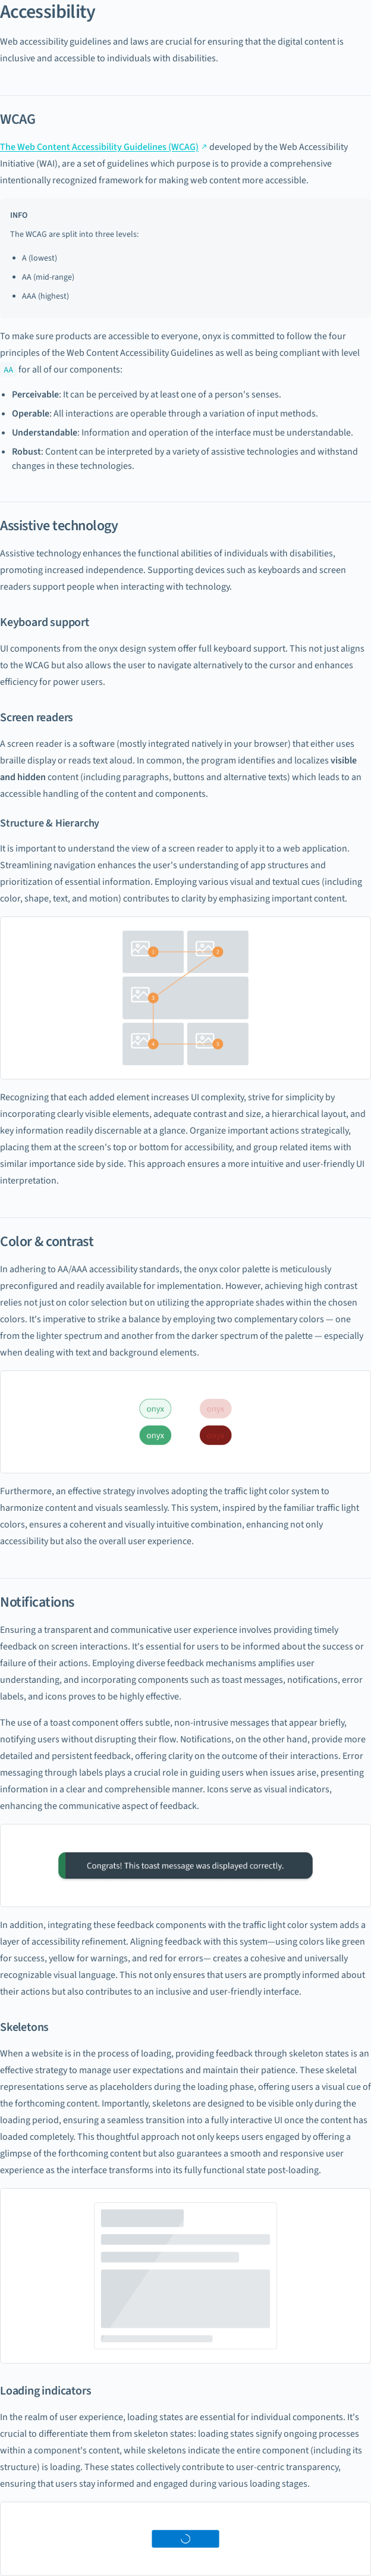 Accessibility
Web accessibility guidelines and laws are crucial for ensuring that the digital content is
inclusive and accessible to individuals with disabilities.
WCAG
The Web Content Accessibility Guidelines (WCAG) ↗ developed by the Web Accessibility
Initiative (WAI), are a set of guidelines which purpose is to provide a comprehensive
intentionally recognized framework for making web content more accessible.
INFO
The WCAG are split into three levels:
• A (lowest)
• AA (mid-range)
• AAA (highest)
To make sure products are accessible to everyone, onyx is committed to follow the four
principles of the Web Content Accessibility Guidelines as well as being compliant with level
AA for all of our components:
• Perceivable: It can be perceived by at least one of a person's senses.
• Operable: All interactions are operable through a variation of input methods.
• Understandable: Information and operation of the interface must be understandable.
• Robust: Content can be interpreted by a variety of assistive technologies and withstand
changes in these technologies.
Assistive technology
Assistive technology enhances the functional abilities of individuals with disabilities,
promoting increased independence. Supporting devices such as keyboards and screen
readers support people when interacting with technology.
Keyboard support
UI components from the onyx design system offer full keyboard support. This not just aligns
to the WCAG but also allows the user to navigate alternatively to the cursor and enhances
efficiency for power users.
Screen readers
A screen reader is a software (mostly integrated natively in your browser) that either uses
braille display or reads text aloud. In common, the program identifies and localizes visible
and hidden content (including paragraphs, buttons and alternative texts) which leads to an
accessible handling of the content and components.
Structure & Hierarchy
It is important to understand the view of a screen reader to apply it to a web application.
Streamlining navigation enhances the user's understanding of app structures and
prioritization of essential information. Employing various visual and textual cues (including
color, shape, text, and motion) contributes to clarity by emphasizing important content.
1 2
3
4 5
Recognizing that each added element increases UI complexity, strive for simplicity by
incorporating clearly visible elements, adequate contrast and size, a hierarchical layout, and
key information readily discernable at a glance. Organize important actions strategically,
placing them at the screen's top or bottom for accessibility, and group related items with
similar importance side by side. This approach ensures a more intuitive and user-friendly UI
interpretation.
Color & contrast
In adhering to AA/AAA accessibility standards, the onyx color palette is meticulously
preconfigured and readily available for implementation. However, achieving high contrast
relies not just on color selection but on utilizing the appropriate shades within the chosen
colors. It's imperative to strike a balance by employing two complementary colors — one
from the lighter spectrum and another from the darker spectrum of the palette — especially
when dealing with text and background elements.
onyx onyx
onyx onyx
Furthermore, an effective strategy involves adopting the traffic light color system to
harmonize content and visuals seamlessly. This system, inspired by the familiar traffic light
colors, ensures a coherent and visually intuitive combination, enhancing not only
accessibility but also the overall user experience.
Notifications
Ensuring a transparent and communicative user experience involves providing timely
feedback on screen interactions. It's essential for users to be informed about the success or
failure of their actions. Employing diverse feedback mechanisms amplifies user
understanding, and incorporating components such as toast messages, notifications, error
labels, and icons proves to be highly effective.
The use of a toast component offers subtle, non-intrusive messages that appear briefly,
notifying users without disrupting their flow. Notifications, on the other hand, provide more
detailed and persistent feedback, offering clarity on the outcome of their interactions. Error
messaging through labels plays a crucial role in guiding users when issues arise, presenting
information in a clear and comprehensible manner. Icons serve as visual indicators,
enhancing the communicative aspect of feedback.
Congrats! This toast message was displayed correctly.
In addition, integrating these feedback components with the traffic light color system adds a
layer of accessibility refinement. Aligning feedback with this system—using colors like green
for success, yellow for warnings, and red for errors— creates a cohesive and universally
recognizable visual language. This not only ensures that users are promptly informed about
their actions but also contributes to an inclusive and user-friendly interface.
Skeletons
When a website is in the process of loading, providing feedback through skeleton states is an
effective strategy to manage user expectations and maintain their patience. These skeletal
representations serve as placeholders during the loading phase, offering users a visual cue of
the forthcoming content. Importantly, skeletons are designed to be visible only during the
loading period, ensuring a seamless transition into a fully interactive UI once the content has
loaded completely. This thoughtful approach not only keeps users engaged by offering a
glimpse of the forthcoming content but also guarantees a smooth and responsive user
experience as the interface transforms into its fully functional state post-loading.
Loading indicators
In the realm of user experience, loading states are essential for individual components. It's
crucial to differentiate them from skeleton states: loading states signify ongoing processes
within a component's content, while skeletons indicate the entire component (including its
structure) is loading. These states collectively contribute to user-centric transparency,
ensuring that users stay informed and engaged during various loading stages.